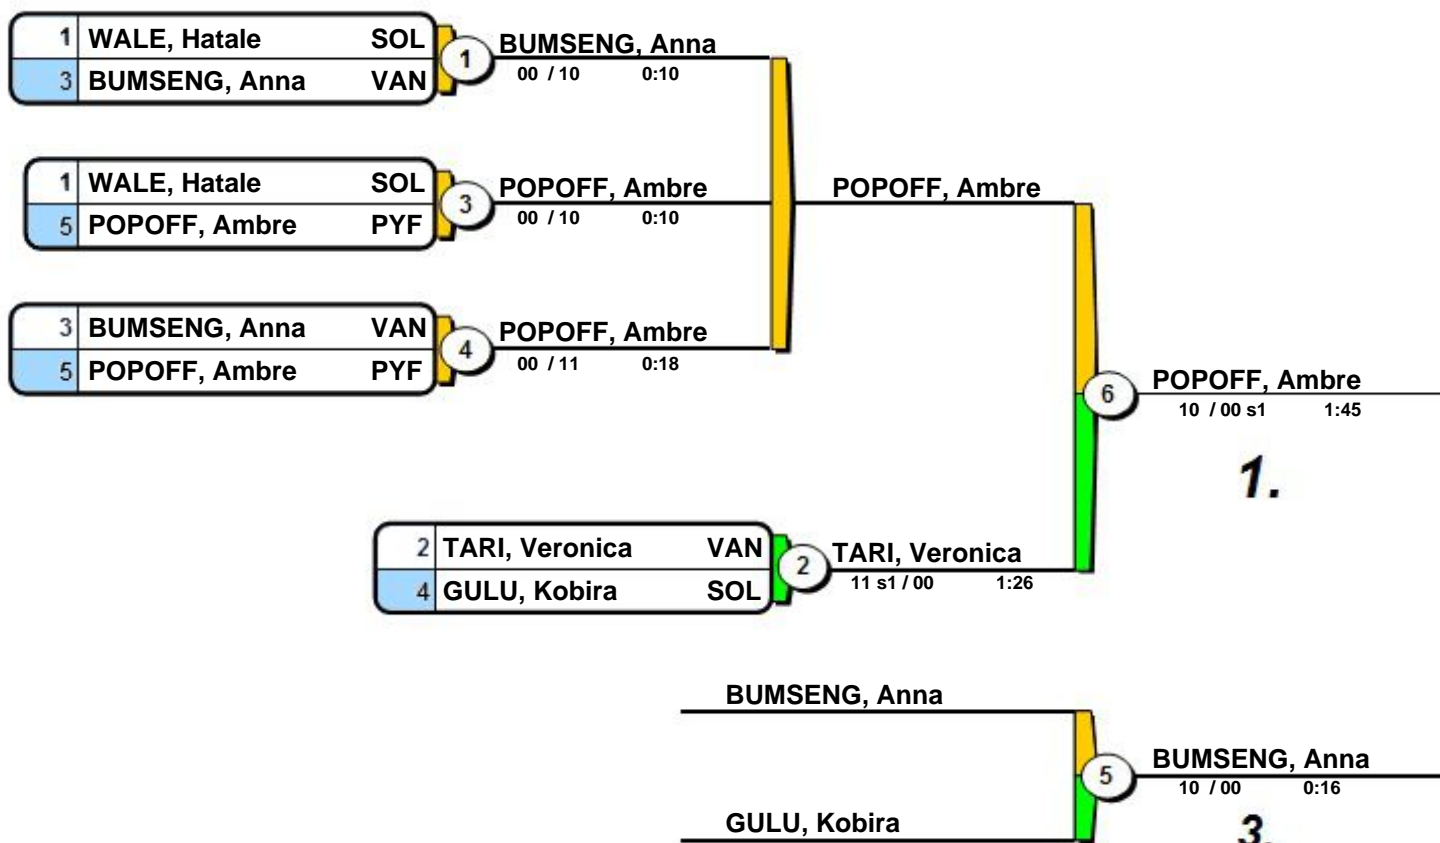 1 WALE, Hatale SOL
3 BUMSENG, Anna VAN
1
BUMSENG, Anna
00 / 10 0:10
1 WALE, Hatale SOL
5 POPOFF, Ambre PYF
3
POPOFF, Ambre
00 / 10 0:10
POPOFF, Ambre
3 BUMSENG, Anna VAN
5 POPOFF, Ambre PYF
4
POPOFF, Ambre
00 / 11 0:18
6
POPOFF, Ambre
10 / 00 s1 1:45
1.
2 TARI, Veronica VAN
4 GULU, Kobira SOL
2
TARI, Veronica
11 s1 / 00 1:26
BUMSENG, Anna
5
BUMSENG, Anna
10 / 00 0:16
GULU, Kobira
3.